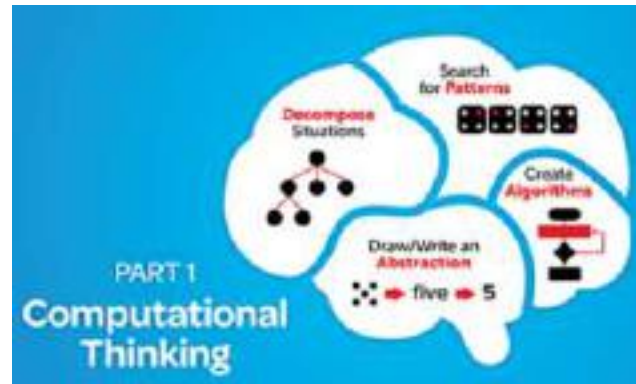 Search
for Patterns
Decompose
Situations
Create
Algorithms
Draw/Write an
Abstraction
five 5
PART 1
Computational
Thinking